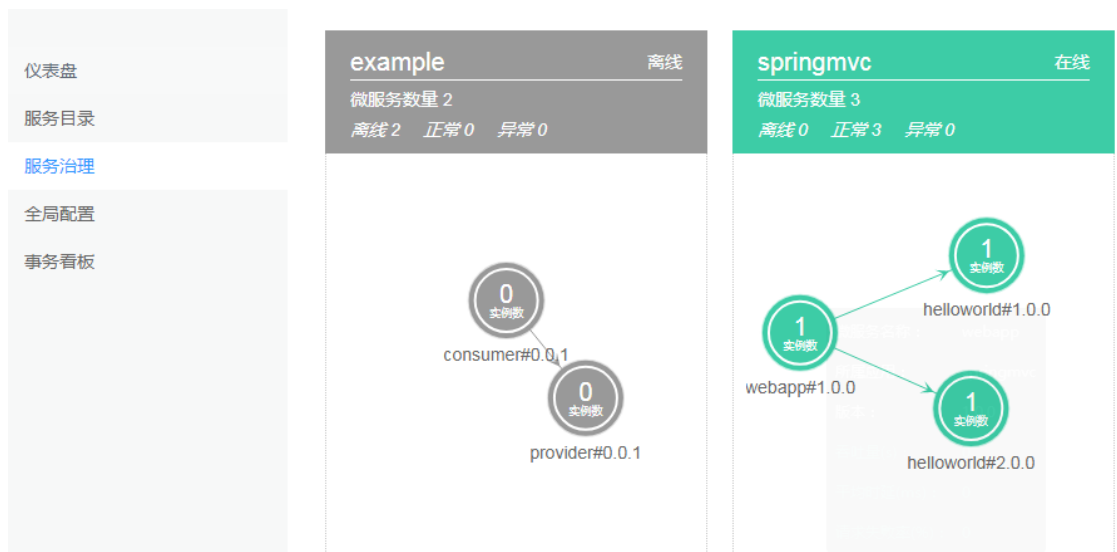 仪表盘
服务目录
服务治理
全局配置
事务看板
example 离线
微服务数量 2
离线 2 正常 0 异常 0
0
实例数
consumer#0.0.1
0
实例数
provider#0.0.1
springmvc 在线
微服务数量 3
离线 0 正常 3 异常 0
1
实例数
helloworld#1.0.0
1
实例数
webapp#1.0.0
1
实例数
helloworld#2.0.0